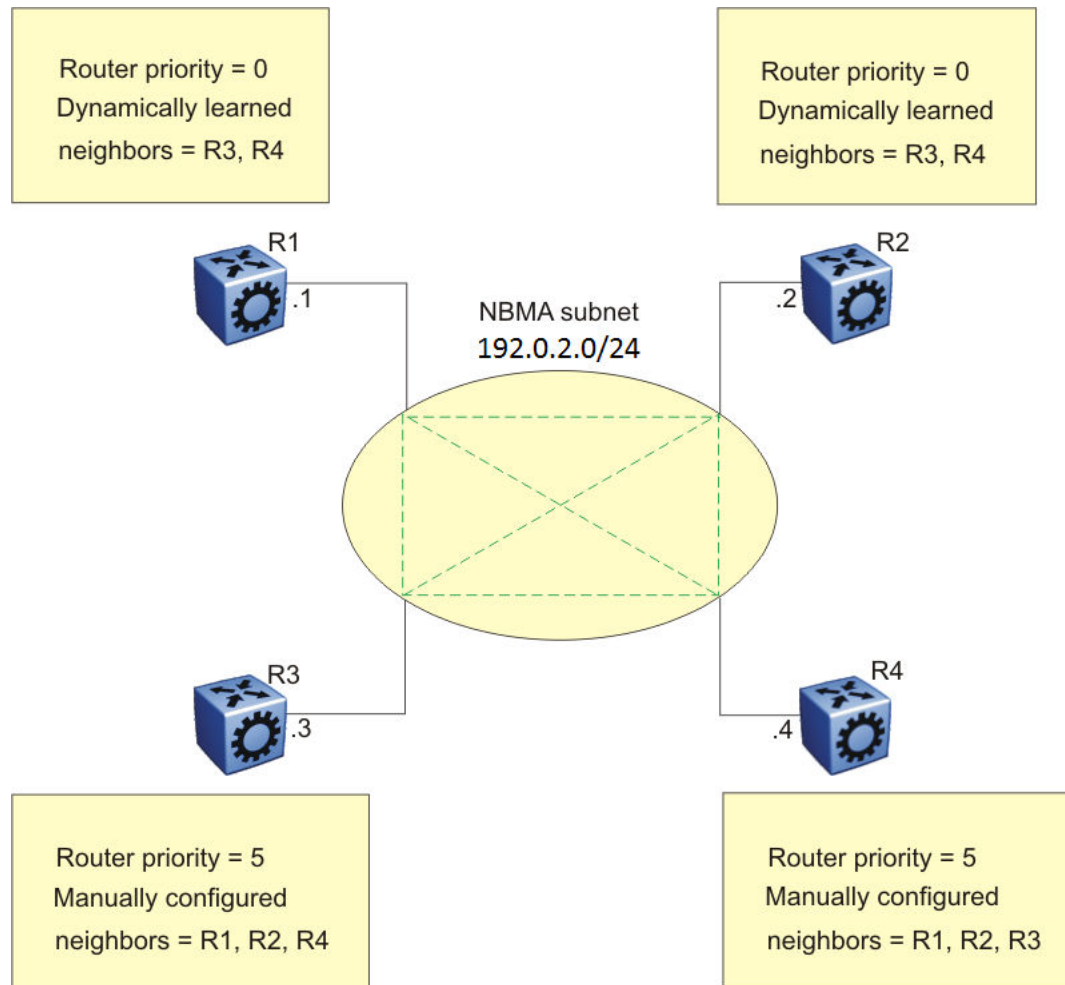 Router priority = 0
Dynamically learned
neighbors = R3, R4
Router priority = 0
Dynamically learned
neighbors = R3, R4
R1
.1
R2
.2
NBMA subnet
192.0.2.0/24
R3
.3
R4
.4
Router priority = 5
Manually configured
neighbors = R1, R2, R4
Router priority = 5
Manually configured
neighbors = R1, R2, R3